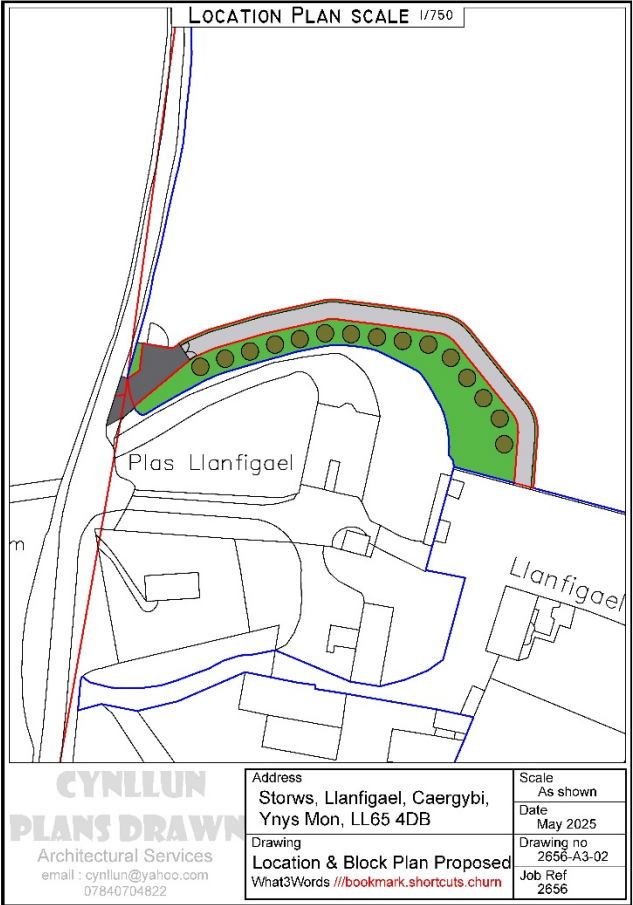 LOCATION PLAN SCALE 1/750
Plas Llanfigael
m
Llanfigael
CYNLLUN
PLANS DRAWN
Architectural Services
email : cynllun@yahoo.com
07840704822
Address
Storws, Llanfigael, Caergybi,
Ynys Mon, LL65 4DB
Drawing
Location & Block Plan Proposed
What3Words ///bookmark.shortcuts.churn
Scale
As shown
Date
May 2025
Drawing no
2656-A3-02
Job Ref
2656